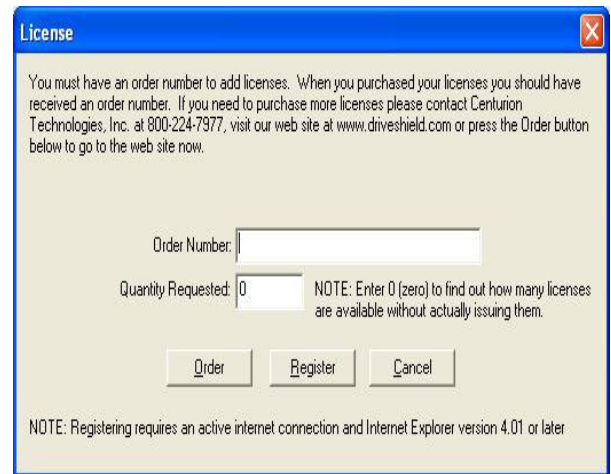 License
You must have an order number to add licenses. When you purchased your licenses you should have
received an order number. If you need to purchase more licenses please contact Centurion
Technologies, Inc. at 800-224-7977, visit our web site at www.driveshield.com or press the Order button
below to go to the web site now.
Order Number:
Quantity Requested: 0 NOTE: Enter 0 (zero) to find out how many licenses
are available without actually issuing them.
Order Register Cancel
NOTE: Registering requires an active internet connection and Internet Explorer version 4.01 or later